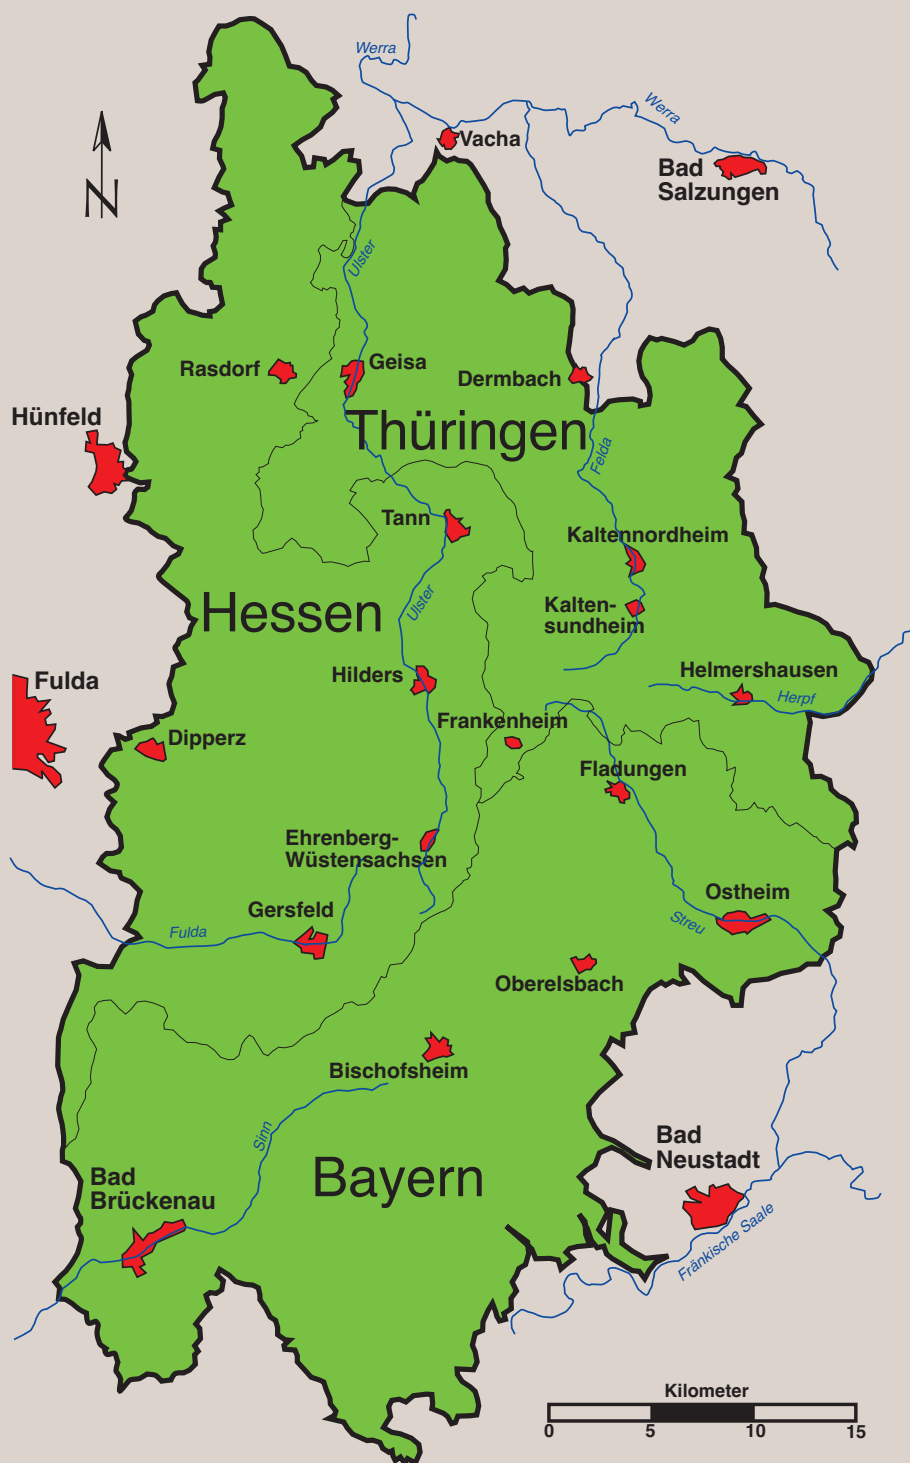 Werra
Werra
Vacha
Bad
Salzungen
N
Ulster
Rasdorf
Geisa
Dermbach
Hünfeld
Thüringen
Felda
Tann
Kaltennordheim
Hessen
Ulster
Kalten-
sundheim
Fulda
Hilders
Helmershausen
Herpf
Dipperz
Frankenheim
Fladungen
Ehrenberg-
Wüstensachsen
Ostheim
Gersfeld
Fulda
Streu
Oberelsbach
Bischofsheim
Sinn
Bad
Neustadt
Bad
Brückenau
Bayern
Fränkische Saale
Kilometer
0 5 10 15